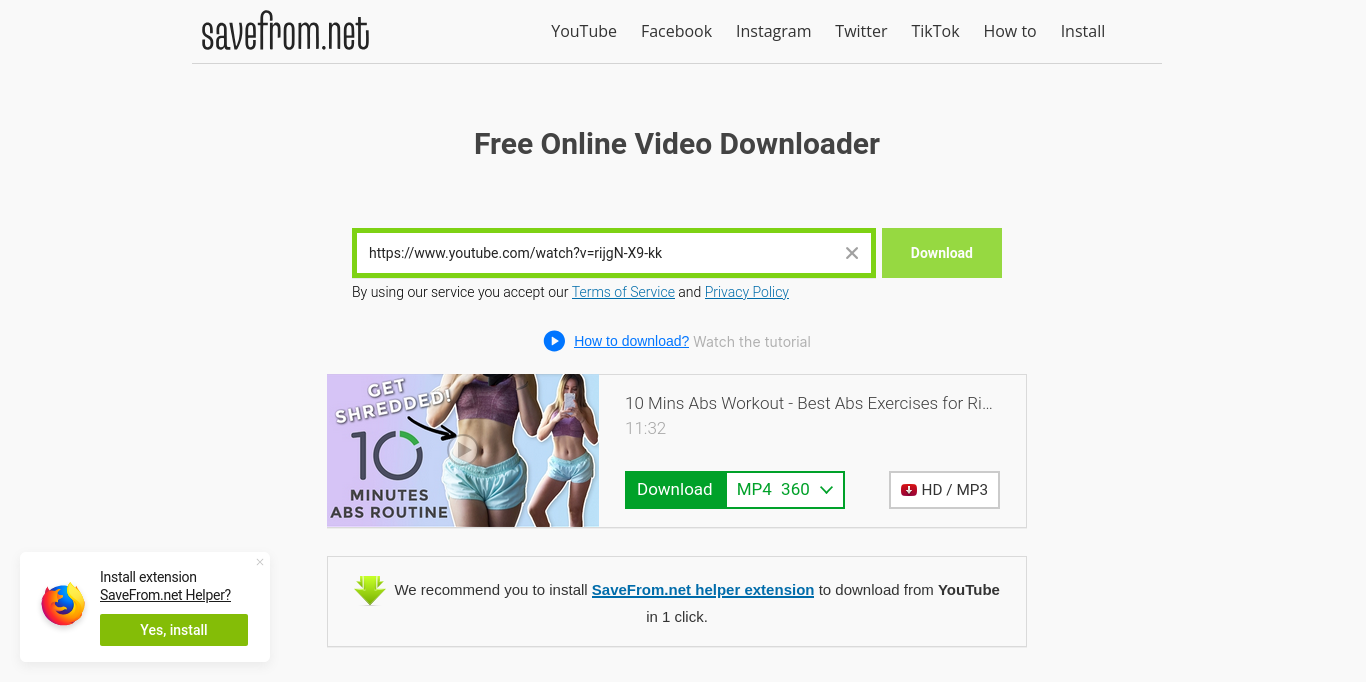 savefrom.net
YouTube Facebook Instagram Twitter TikTok How to Install
Free Online Video Downloader
https://www.youtube.com/watch?v=rijgN-X9-kk
Download
By using our service you accept our Terms of Service and Privacy Policy
How to download? Watch the tutorial
GET
SHREDDED!
10
MINUTES
ABS ROUTINE
10 Mins Abs Workout - Best Abs Exercises for Ri...
11:32
Download MP4 360
HD / MP3
We recommend you to install SaveFrom.net helper extension to download from YouTube
in 1 click.
Install extension
SaveFrom.net Helper?
Yes, install